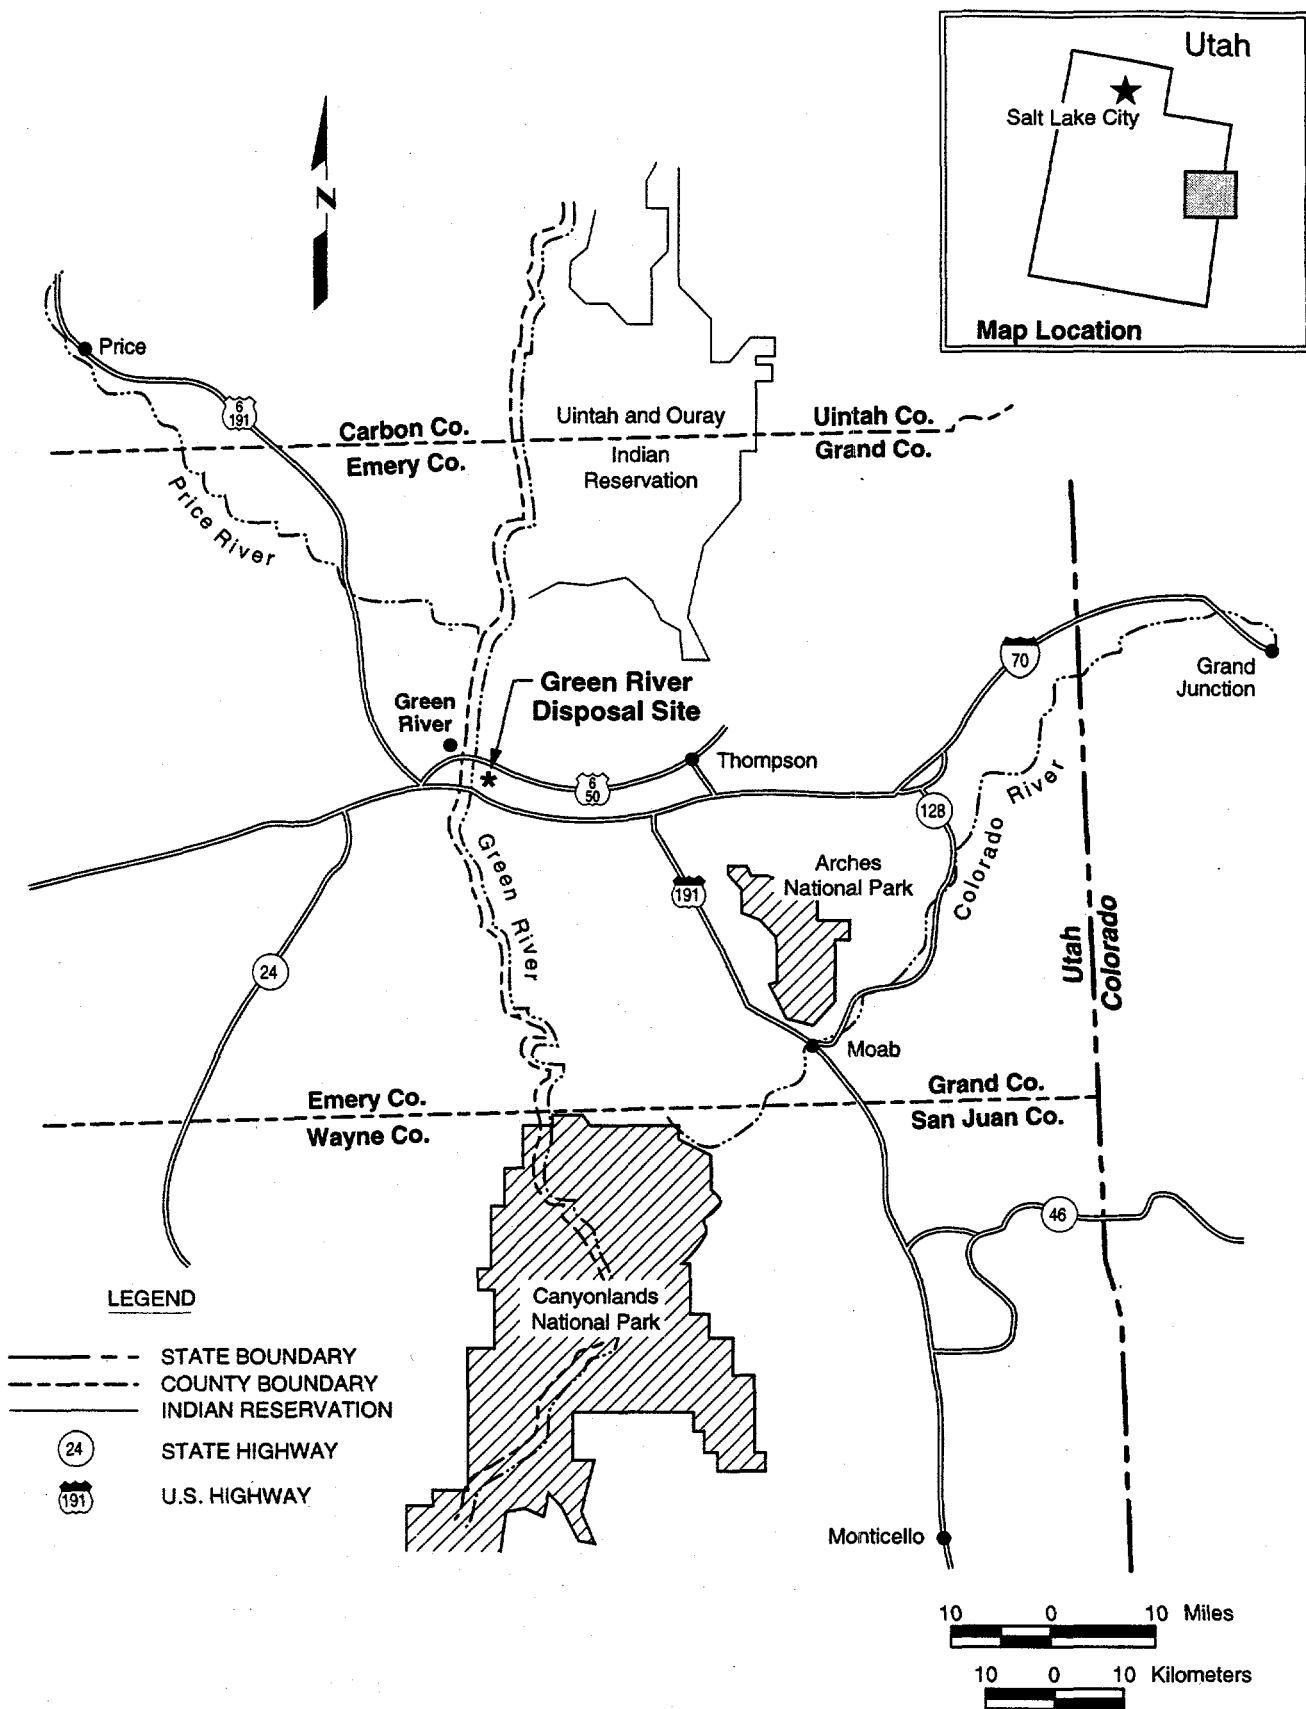 Utah
Salt Lake City
Map Location
N
Price
6
191
Carbon Co.
Emery Co.
Uintah and Ouray
Indian
Reservation
Uintah Co.
Grand Co.
Price River
70
Grand
Junction
Green
River
Green River
Disposal Site
Thompson
6
50
128
Colorado River
Green River
191
Arches
National Park
Utah
Colorado
24
Moab
Emery Co.
Wayne Co.
Grand Co.
San Juan Co.
46
Canyonlands
National Park
LEGEND
STATE BOUNDARY
COUNTY BOUNDARY
INDIAN RESERVATION
24 STATE HIGHWAY
191 U.S. HIGHWAY
Monticello
10 0 10 Miles
10 0 10 Kilometers